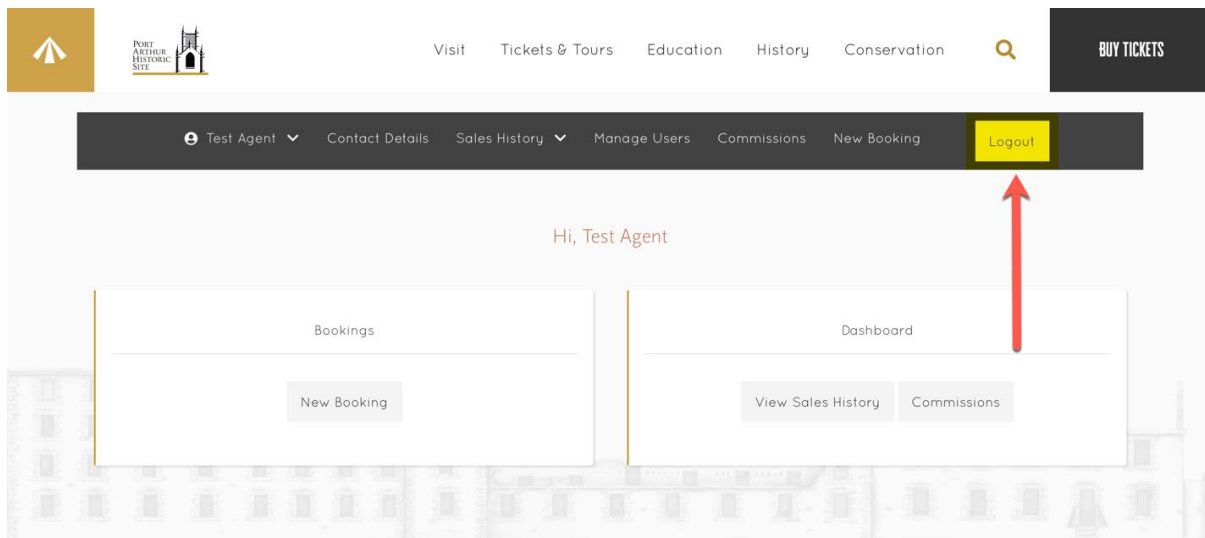 PORT
ARTHUR
HISTORIC
SITE
Visit Tickets & Tours Education History Conservation BUY TICKETS
Test Agent Contact Details Sales History Manage Users Commissions New Booking Logout
Hi, Test Agent
Bookings Dashboard
New Booking View Sales History Commissions